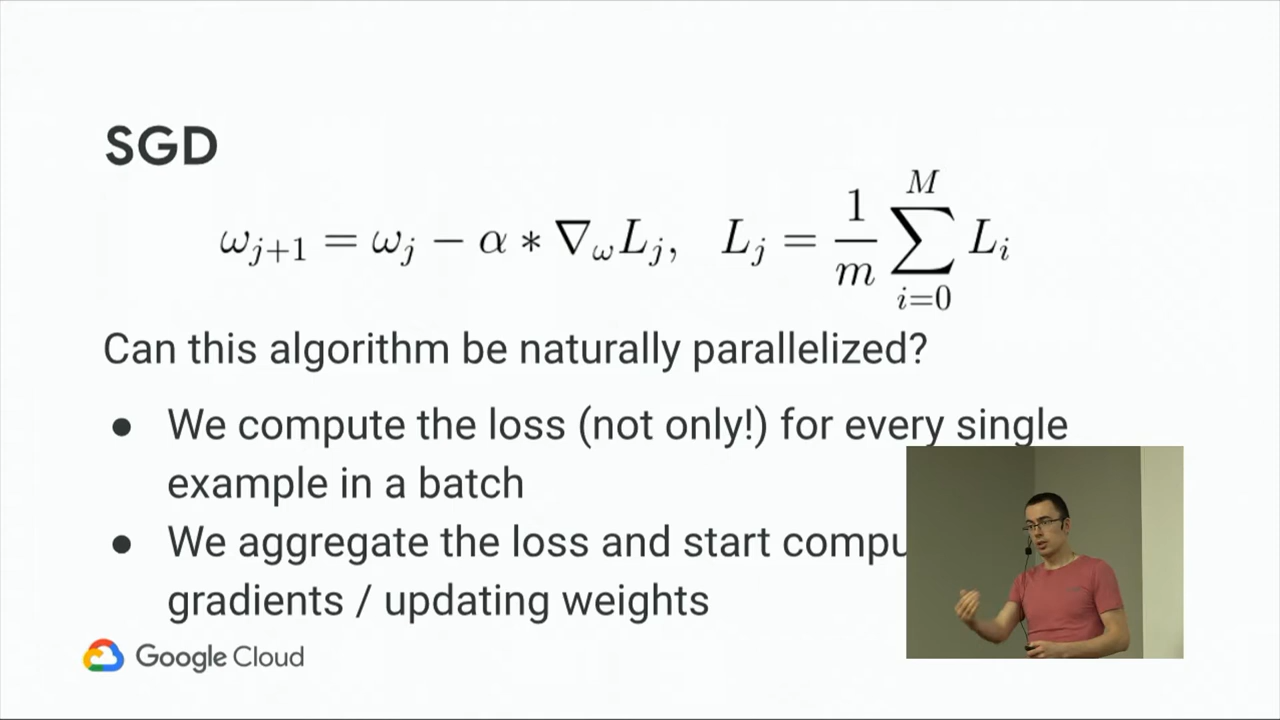 SGD
ω_{j+1} = ω_j − α * ∇_ω L_j,   L_j = \frac{1}{m} \sum_{i=0}^{M} L_i
Can this algorithm be naturally parallelized?
● We compute the loss (not only!) for every single
example in a batch
● We aggregate the loss and start
gradients / updating weights
Google Cloud